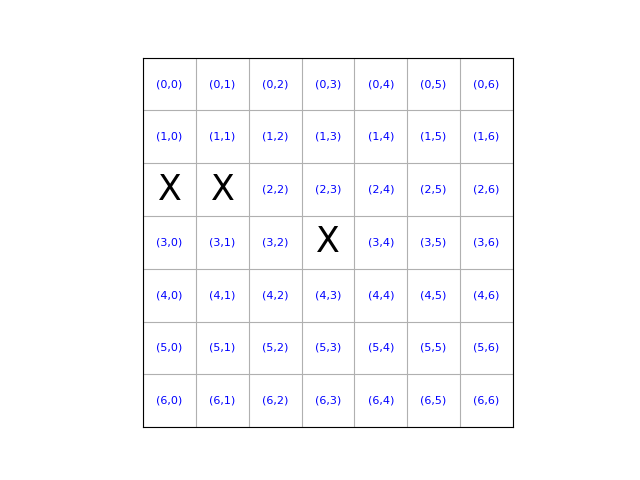 (0,0) (0,1) (0,2) (0,3) (0,4) (0,5) (0,6)
(1,0) (1,1) (1,2) (1,3) (1,4) (1,5) (1,6)
X X (2,2) (2,3) (2,4) (2,5) (2,6)
(3,0) (3,1) (3,2) X (3,4) (3,5) (3,6)
(4,0) (4,1) (4,2) (4,3) (4,4) (4,5) (4,6)
(5,0) (5,1) (5,2) (5,3) (5,4) (5,5) (5,6)
(6,0) (6,1) (6,2) (6,3) (6,4) (6,5) (6,6)